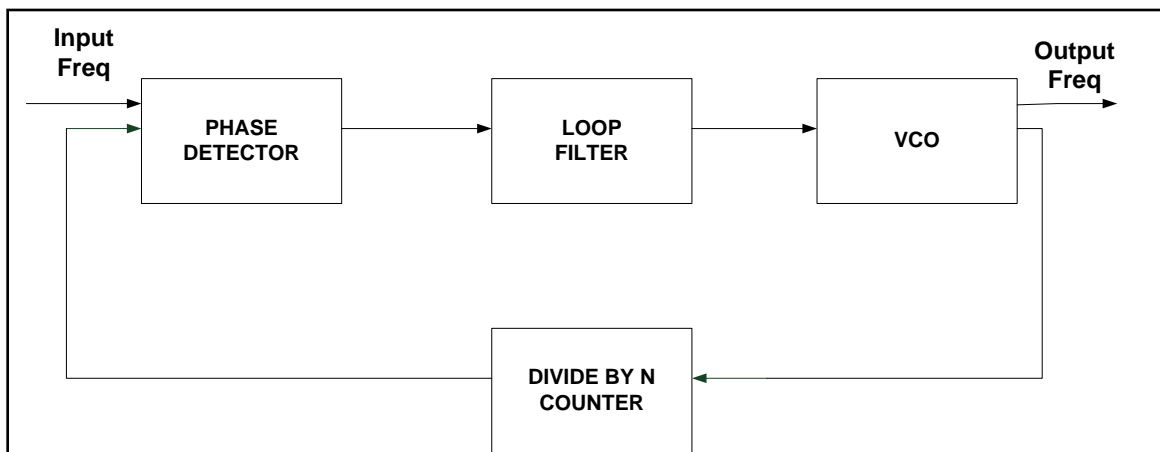 Input
Freq
Output
Freq
PHASE
DETECTOR
LOOP
FILTER
VCO
DIVIDE BY N
COUNTER